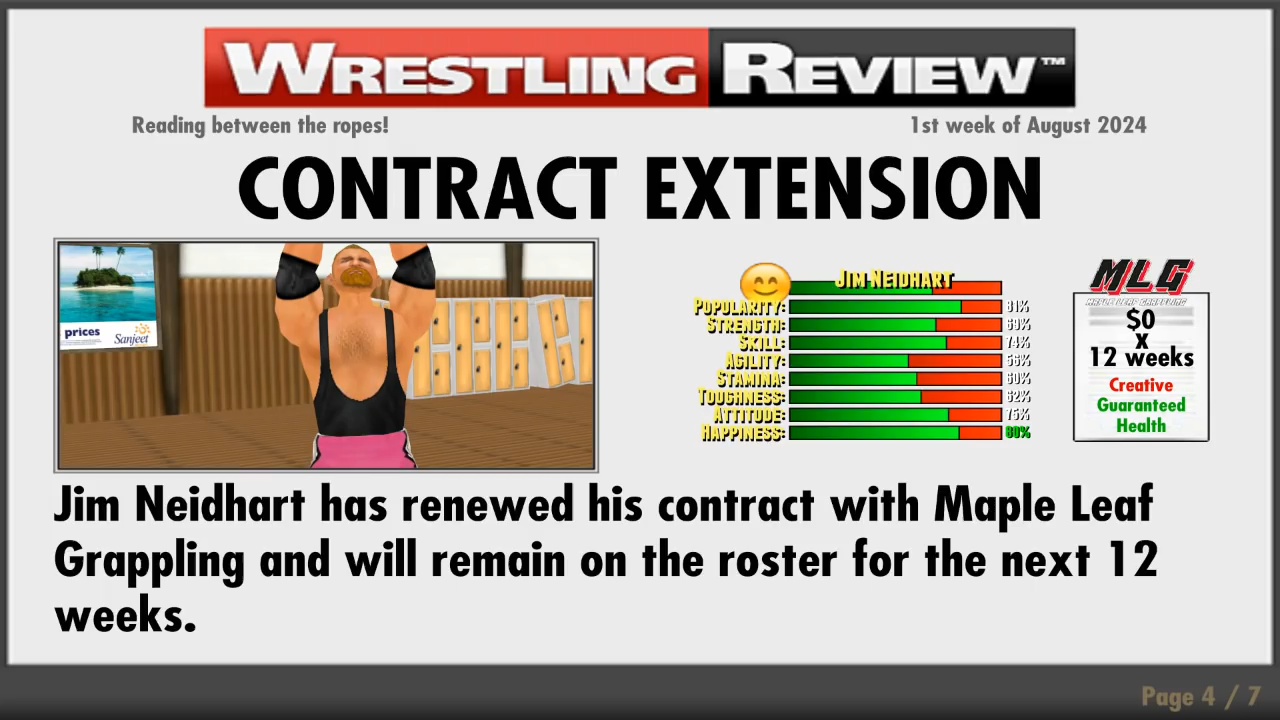 WRESTLING REVIEW™
Reading between the ropes!
1st week of August 2024
CONTRACT EXTENSION
prices
Sanjeet
JIM NEIDHART
POPULARITY: 81%
STRENGTH: 69%
SKILL: 74%
AGILITY: 56%
STAMINA: 60%
TOUGHNESS: 62%
ATTITUDE: 75%
HAPPINESS: 80%
MLG
MAPLE LEAF GRAPPLING
$0
X
12 weeks
Creative
Guaranteed
Health
Jim Neidhart has renewed his contract with Maple Leaf
Grappling and will remain on the roster for the next 12
weeks.
Page 4 / 7